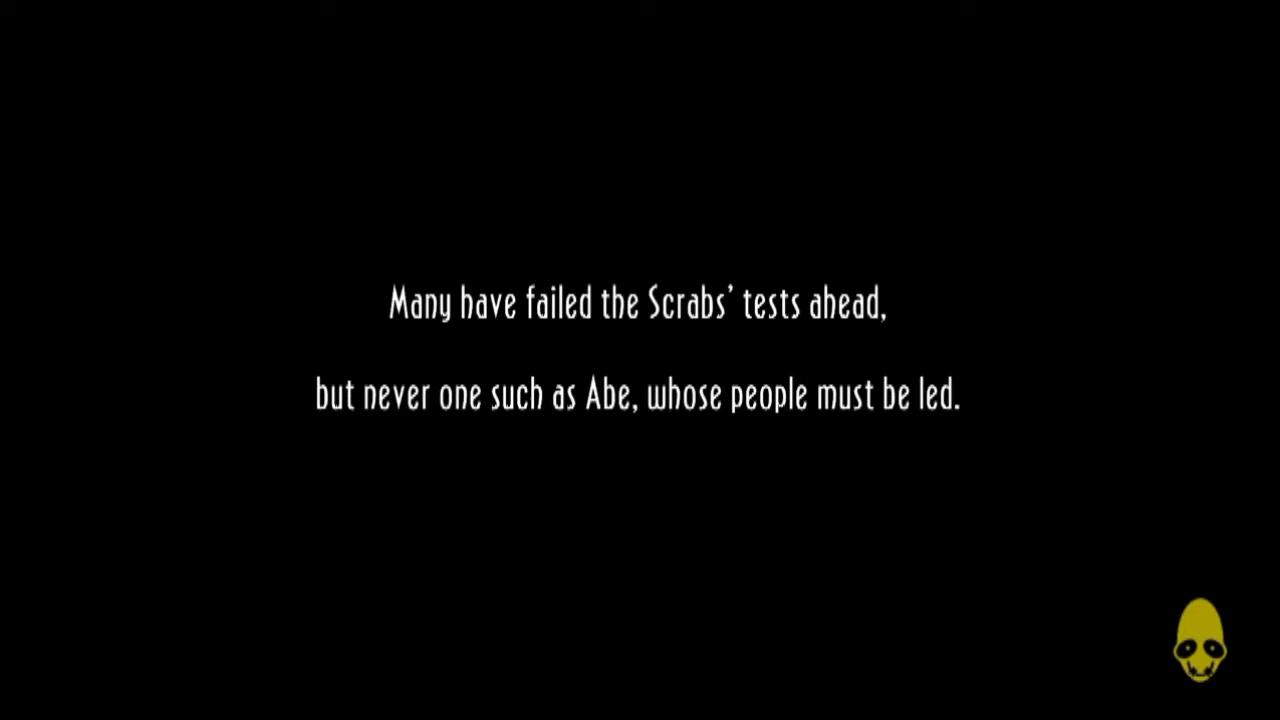 Many have failed the Scrabs’ tests ahead,
but never one such as Abe, whose people must be led.